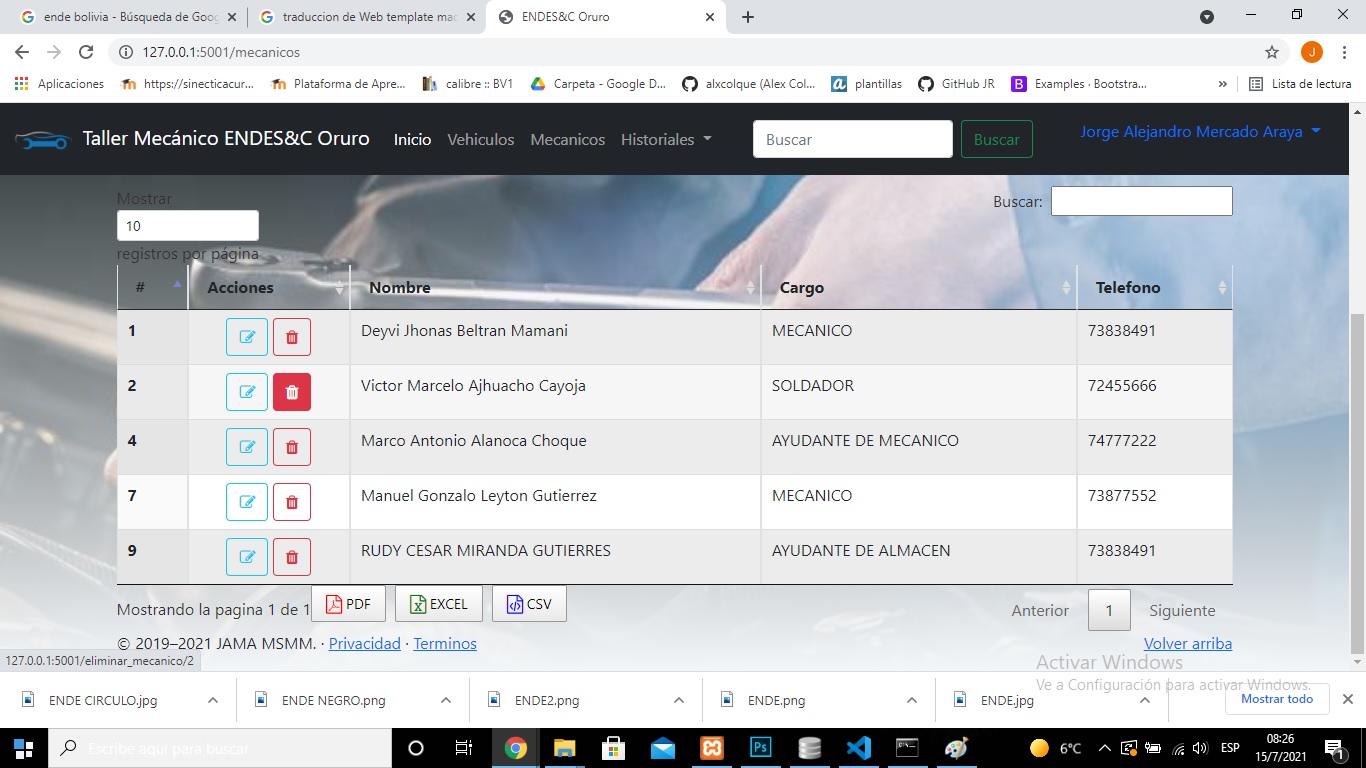 ende bolivia - Búsqueda de Goog
traduccion de Web template mac
ENDES&C Oruro
127.0.0.1:5001/mecanicos
J
Aplicaciones
https://sinecticacur...
Plataforma de Apre...
calibre :: BV1
Carpeta - Google D...
alxcolque (Alex Col...
plantillas
GitHub JR
Examples · Bootstra...
»
Lista de lectura
Taller Mecánico ENDES&C Oruro
Inicio
Vehiculos
Mecanicos
Historiales
Buscar
Buscar
Jorge Alejandro Mercado Araya
Mostrar
10
registros por página
Buscar:
# Acciones Nombre Cargo Telefono
1 Deyvi Jhonas Beltran Mamani MECANICO 73838491
2 Victor Marcelo Ajhuacho Cayoja SOLDADOR 72455666
4 Marco Antonio Alanoca Choque AYUDANTE DE MECANICO 74777222
7 Manuel Gonzalo Leyton Gutierrez MECANICO 73877552
9 RUDY CESAR MIRANDA GUTIERRES AYUDANTE DE ALMACEN 73838491
Mostrando la pagina 1 de 1
PDF
EXCEL
CSV
Anterior 1 Siguiente
© 2019–2021 JAMA MSMM. · Privacidad · Terminos
Volver arriba
127.0.0.1:5001/eliminar_mecanico/2
Activar Windows
Ve a Configuración para activar Windows.
ENDE CIRCULO.jpg
ENDE NEGRO.png
ENDE2.png
ENDE.png
ENDE.jpg
Mostrar todo
Escribe aquí para buscar
Ps
6°C
ESP
08:26
15/7/2021
1